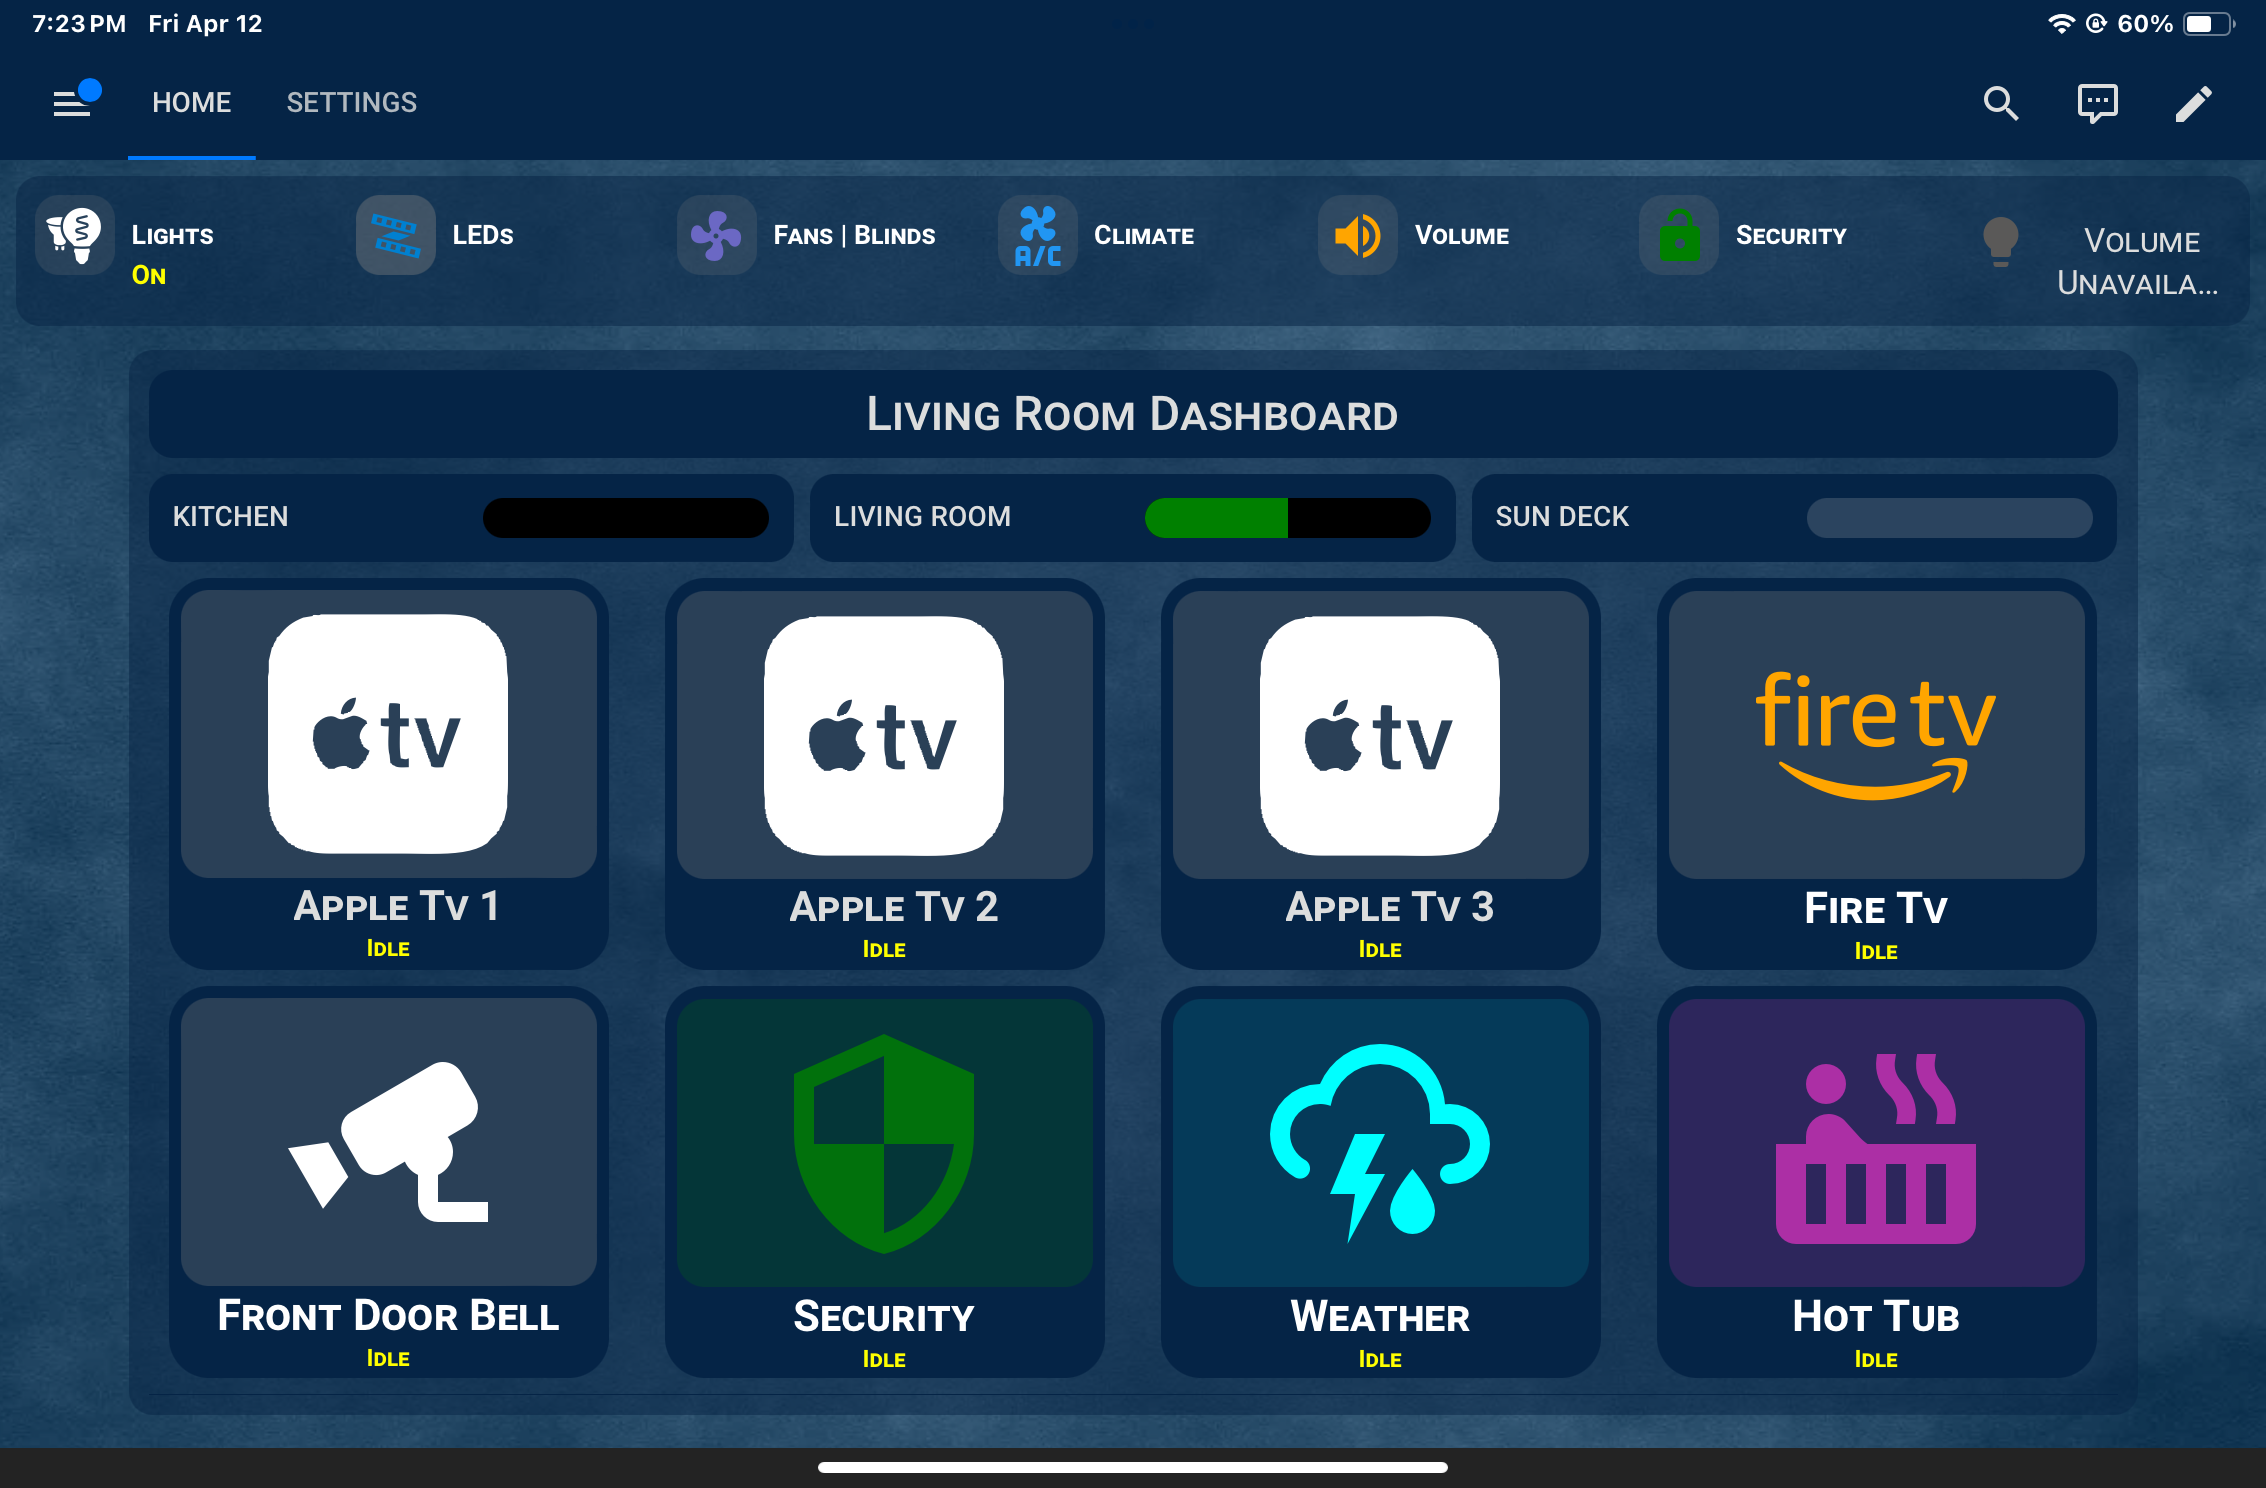 7:23 PM Fri Apr 12
60%
HOME SETTINGS
Lights
On
LEDs
Fans | Blinds
A/C
Climate
Volume
Security
Volume
Unavaila...
Living Room Dashboard
KITCHEN
LIVING ROOM
SUN DECK
tv
tv
tv
fire tv
Apple Tv 1
Idle
Apple Tv 2
Idle
Apple Tv 3
Idle
Fire Tv
Idle
Front Door Bell
Idle
Security
Idle
Weather
Idle
Hot Tub
Idle